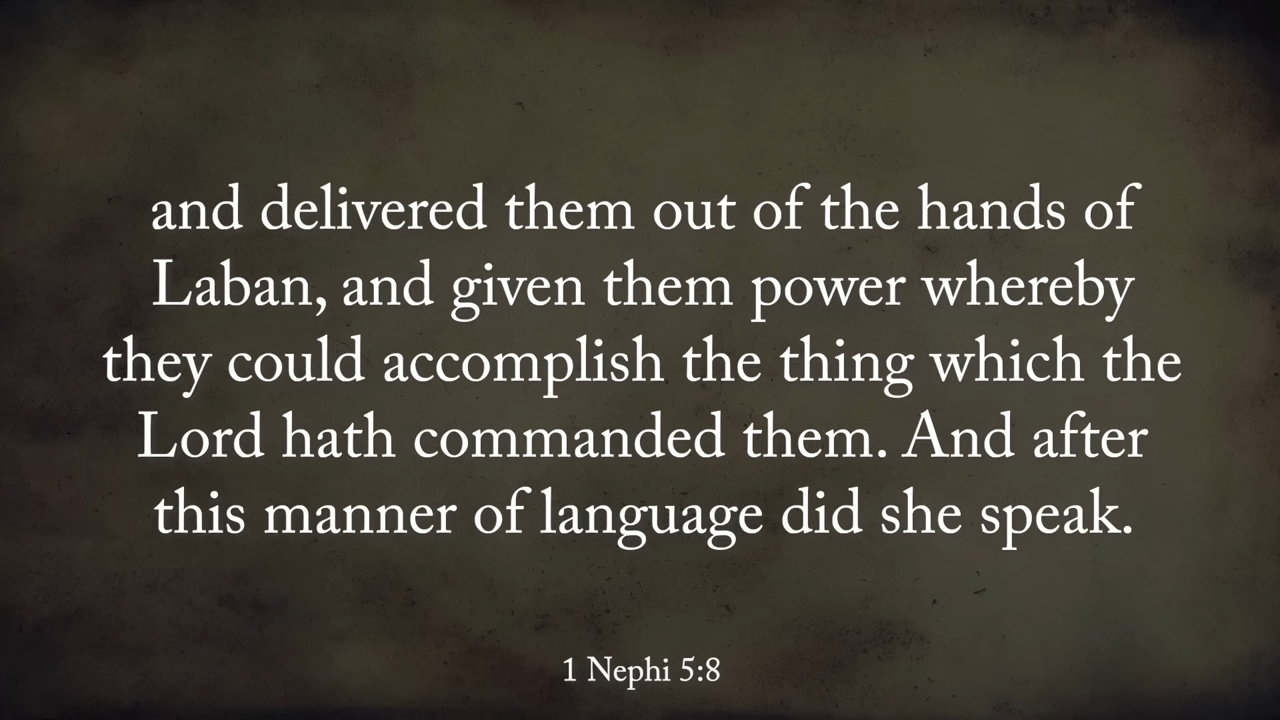 and delivered them out of the hands of
Laban, and given them power whereby
they could accomplish the thing which the
Lord hath commanded them. And after
this manner of language did she speak.
1 Nephi 5:8